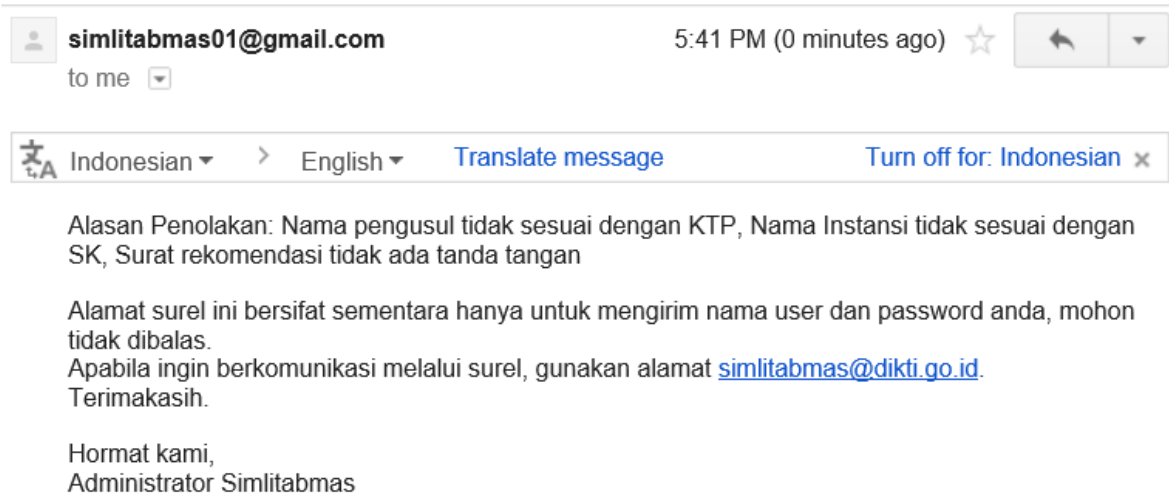 simlitabmas01@gmail.com 5:41 PM (0 minutes ago)
to me
Indonesian > English Translate message Turn off for: Indonesian ×
Alasan Penolakan: Nama pengusul tidak sesuai dengan KTP, Nama Instansi tidak sesuai dengan
SK, Surat rekomendasi tidak ada tanda tangan
Alamat surel ini bersifat sementara hanya untuk mengirim nama user dan password anda, mohon
tidak dibalas.
Apabila ingin berkomunikasi melalui surel, gunakan alamat simlitabmas@dikti.go.id.
Terimakasih.
Hormat kami,
Administrator Simlitabmas